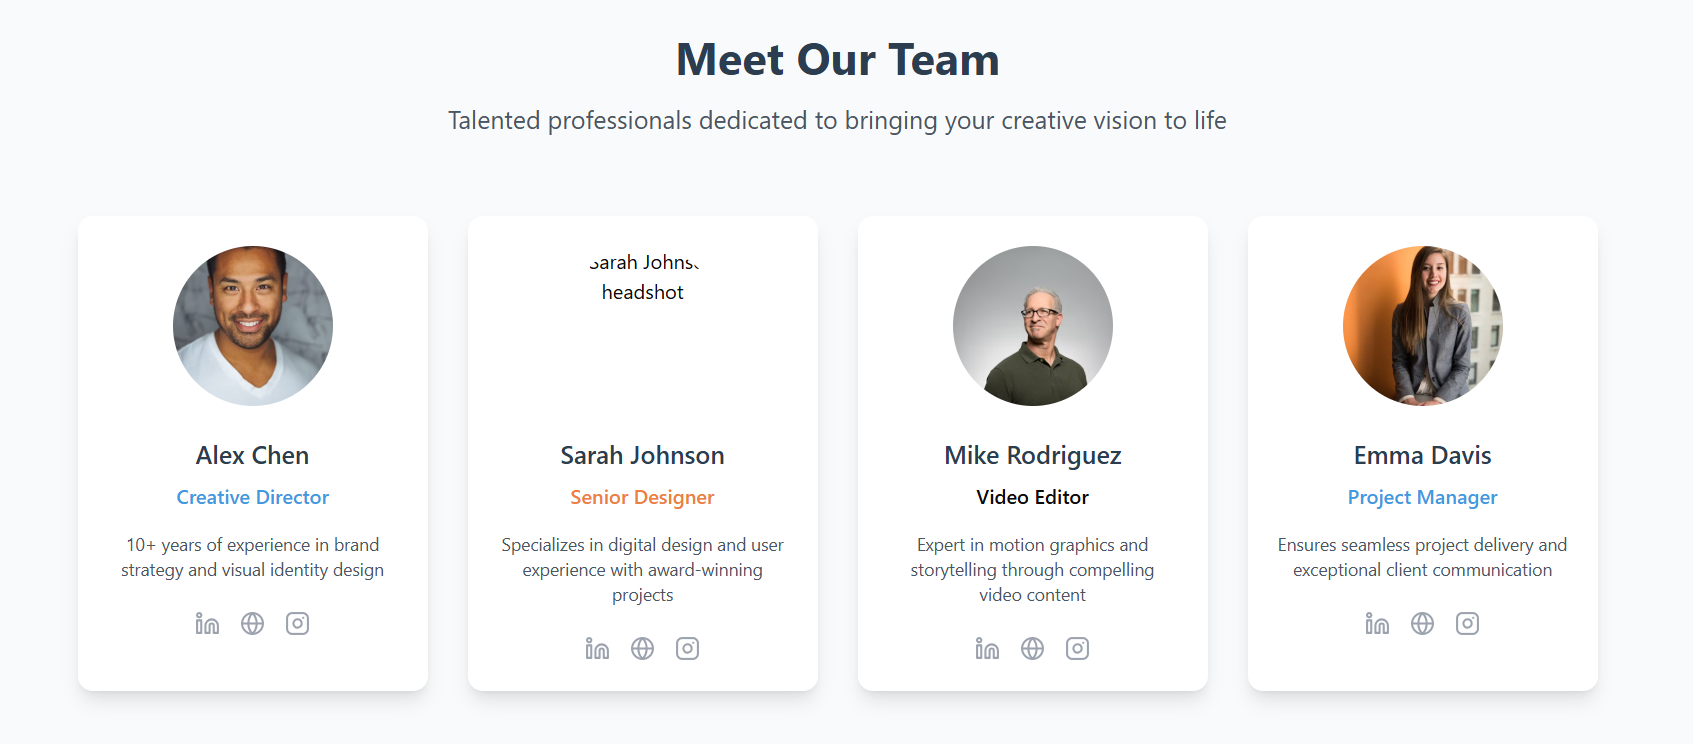 Meet Our Team
Talented professionals dedicated to bringing your creative vision to life
Alex Chen
Creative Director
10+ years of experience in brand
strategy and visual identity design
Sarah Johns
headshot
Sarah Johnson
Senior Designer
Specializes in digital design and user
experience with award-winning
projects
Mike Rodriguez
Video Editor
Expert in motion graphics and
storytelling through compelling
video content
Emma Davis
Project Manager
Ensures seamless project delivery and
exceptional client communication